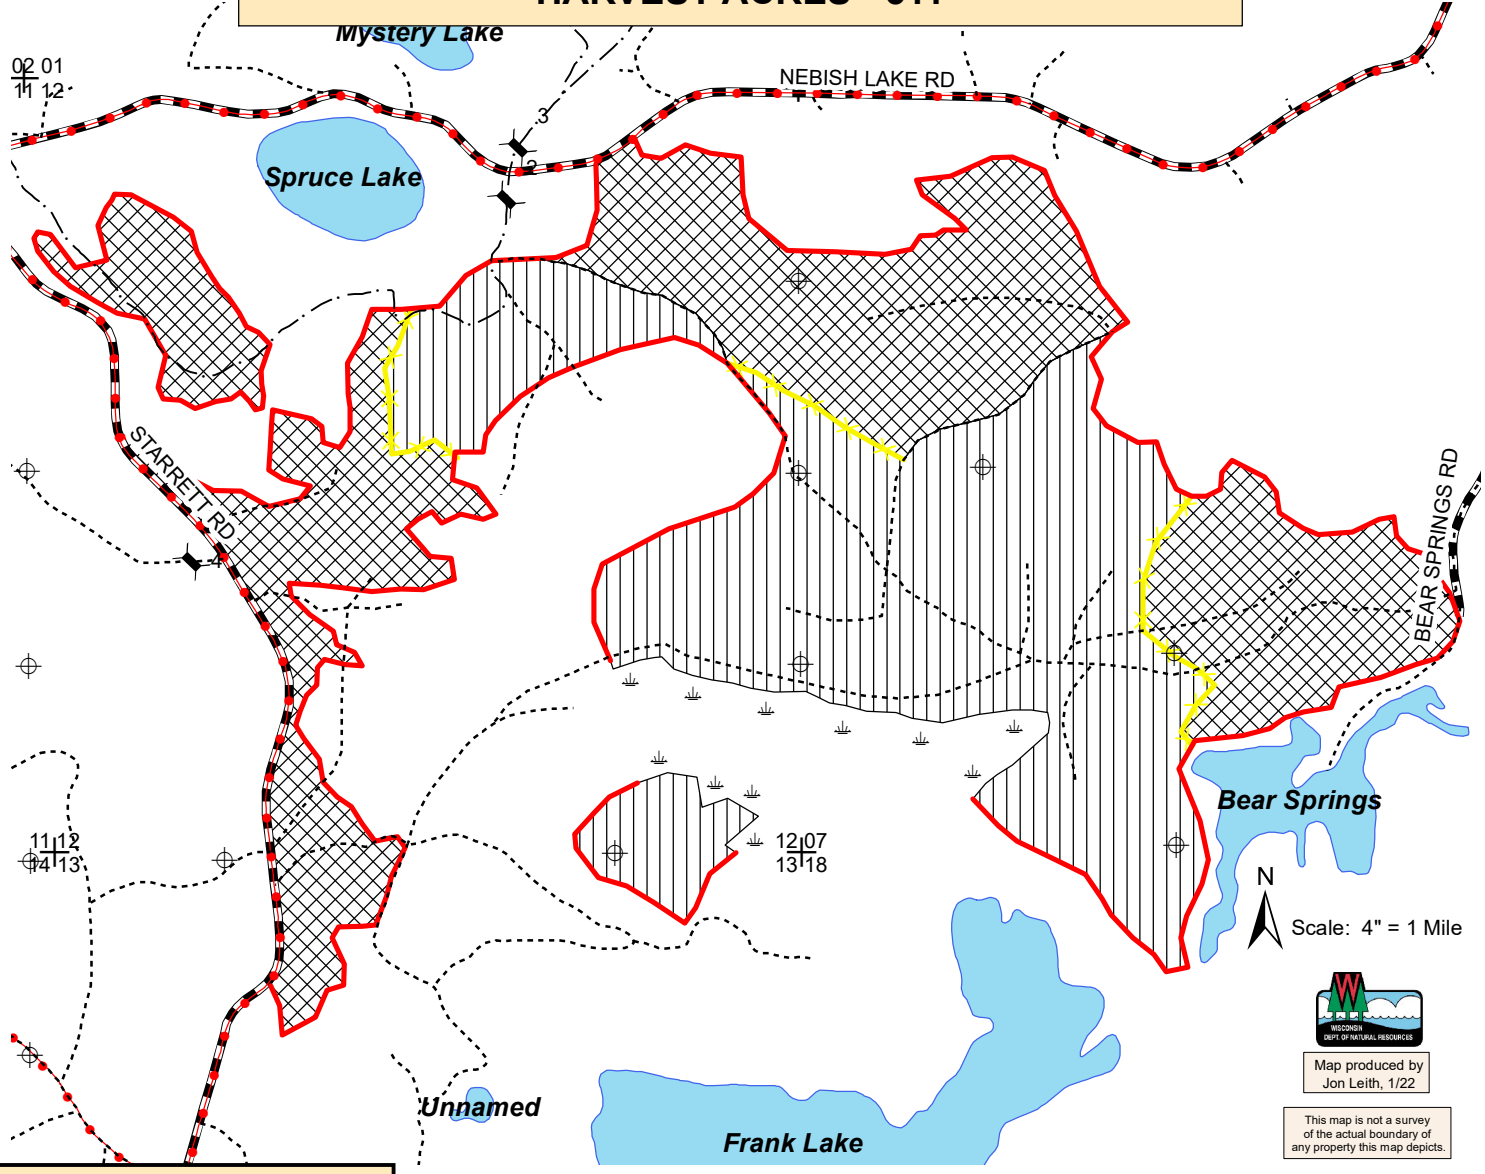 Mystery Lake
02 01
11 12
NEBISH LAKE RD
3
2
Spruce Lake
STARRETT RD
4
BEAR SPRINGS RD
Bear Springs
11 12
14 13
12 07
13 18
N
Scale: 4" = 1 Mile
W
WISCONSIN
DEPT. OF NATURAL RESOURCES
Map produced by
Jon Leith, 1/22
Unnamed
Frank Lake
This map is not a survey
of the actual boundary of
any property this map depicts.